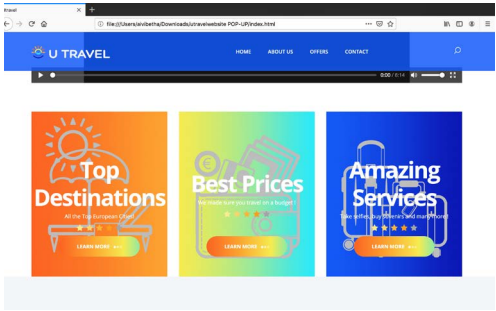 utravel
file:///Users/elvibetha/Downloads/utravelwebsite POP-UP/index.html
U TRAVEL
HOME ABOUT US OFFERS CONTACT
0:00 / 8:14
Top
Destinations
All the Top European Cities!
LEARN MORE
Best Prices
We made sure you travel on a budget !
LEARN MORE
Amazing
Services
Take selfies, buy and many more!
LEARN MORE